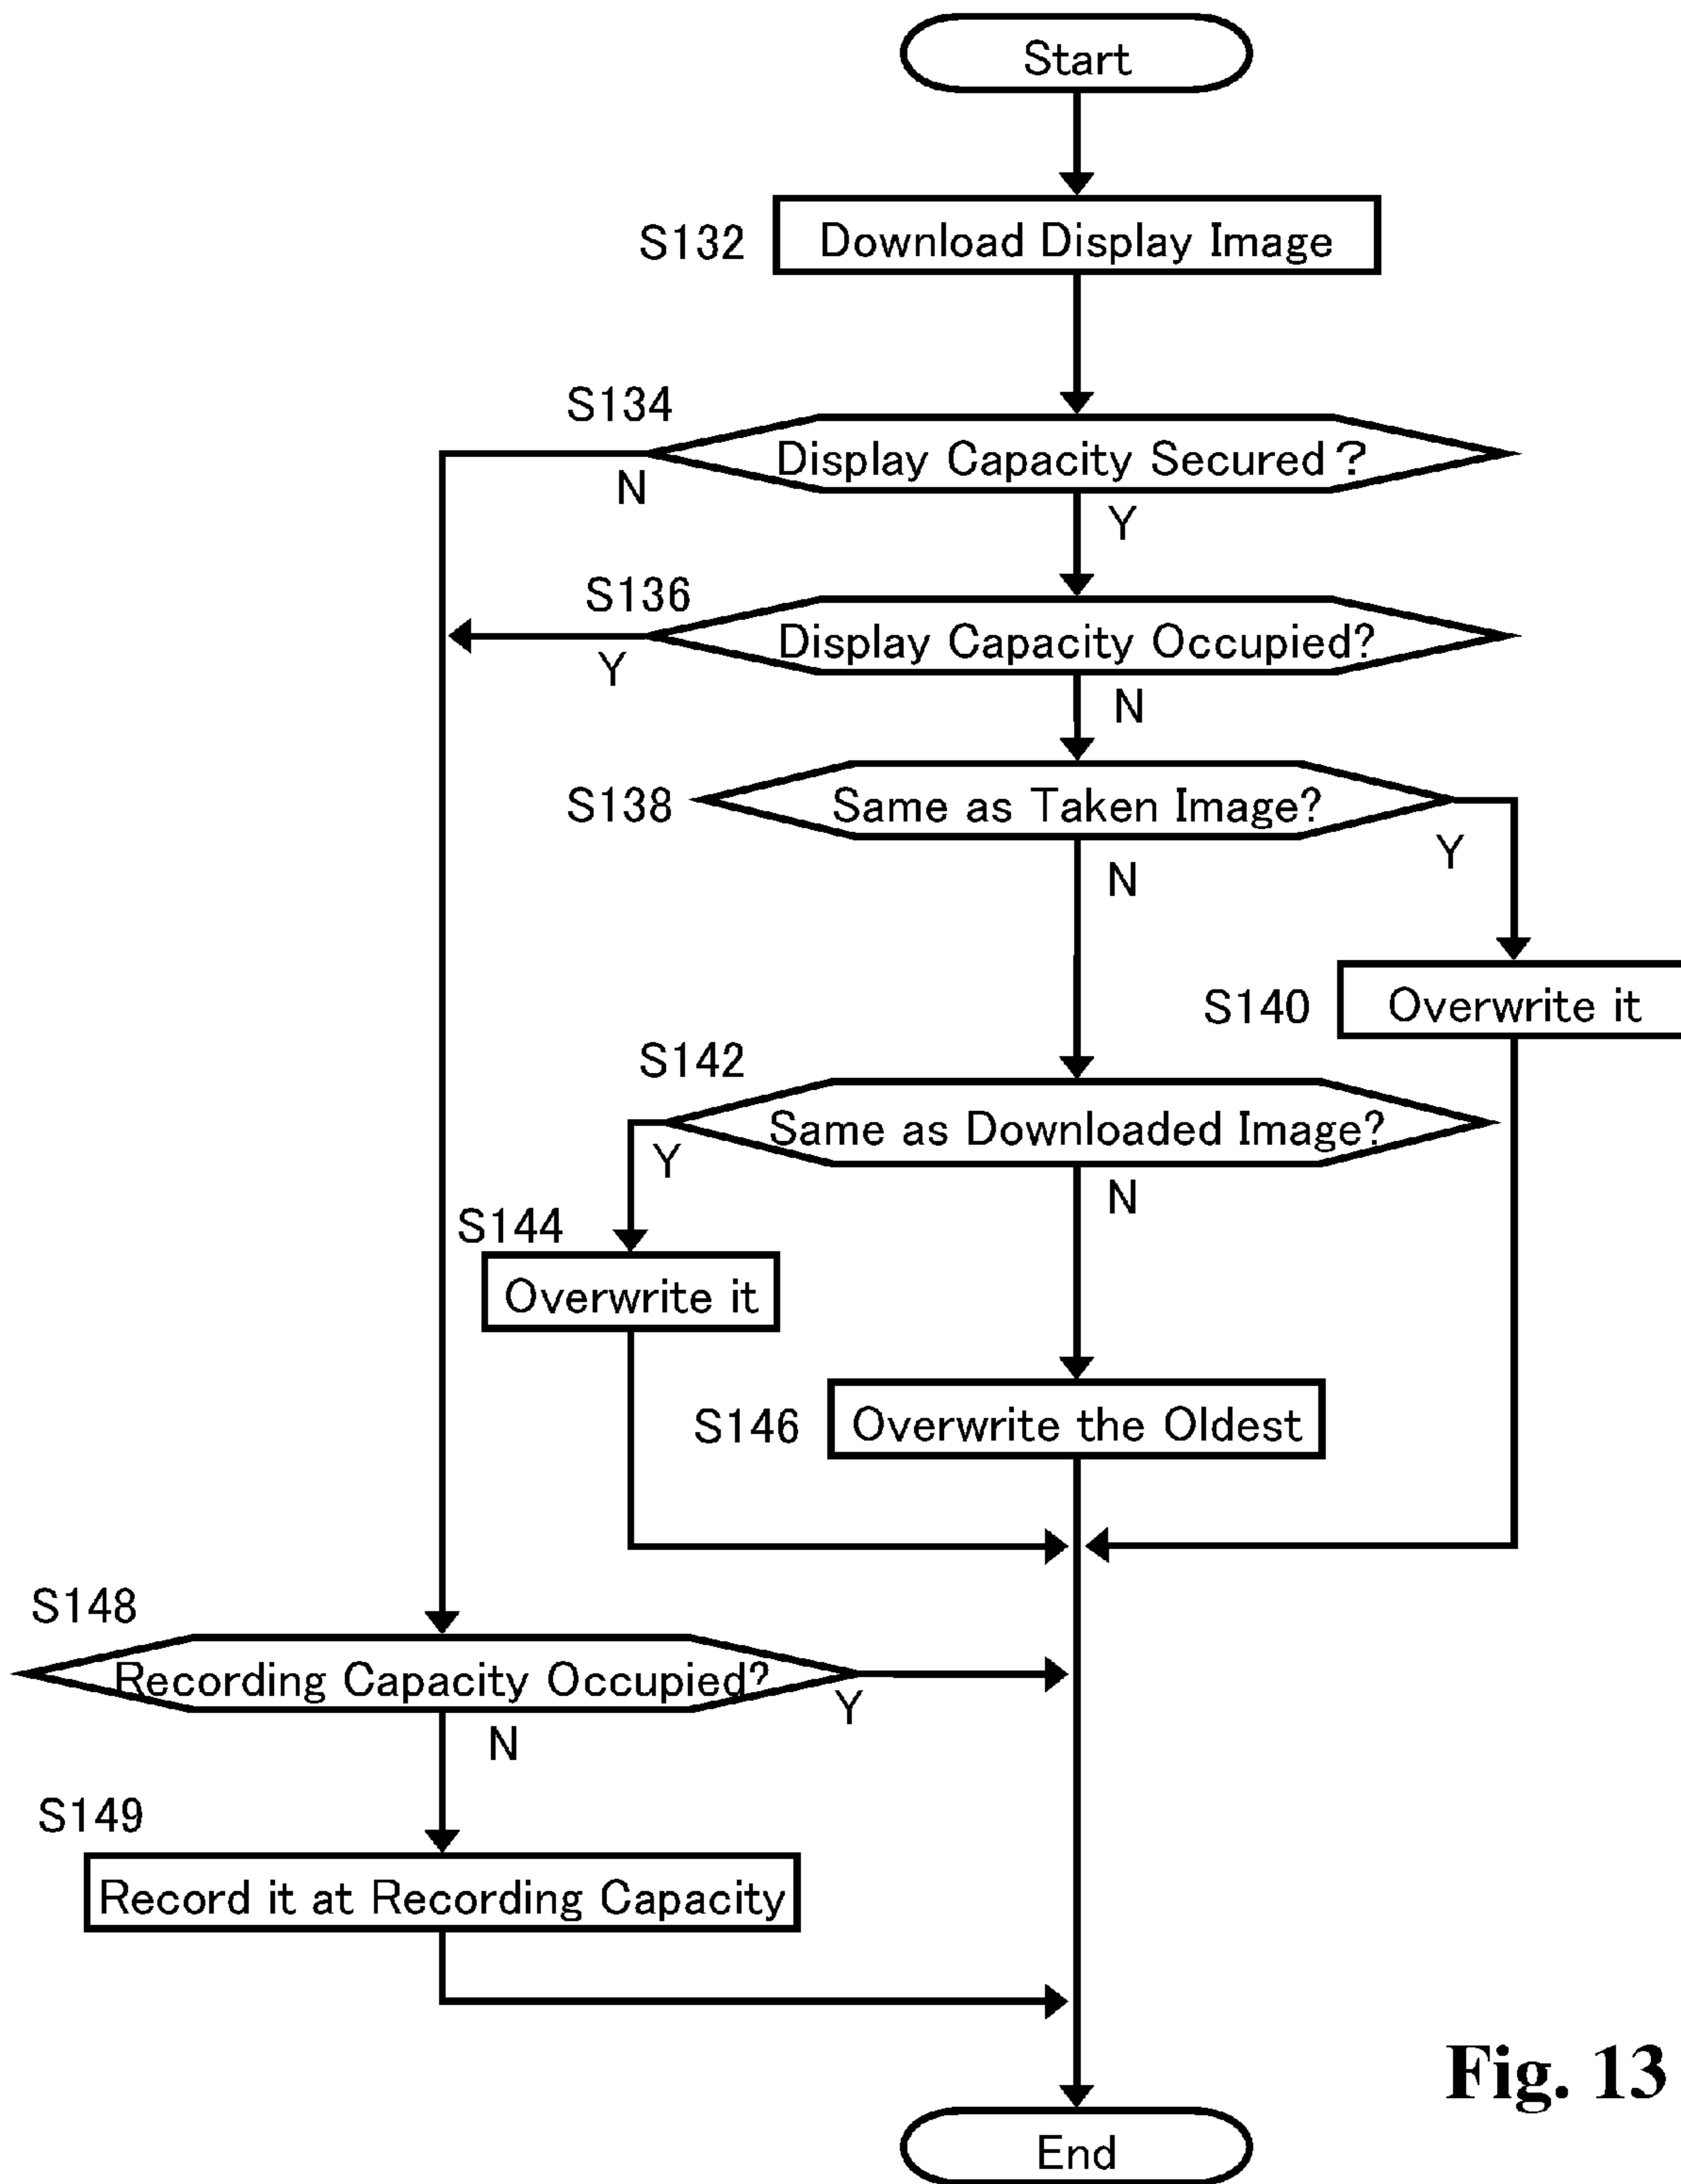 Start
S132
Download Display Image
S134
Display Capacity Secured?
N
Y
S136
Display Capacity Occupied?
Y
N
S138
Same as Taken Image?
Y
N
S140
Overwrite it
S142
Same as Downloaded Image?
Y
N
S144
Overwrite it
S146
Overwrite the Oldest
S148
Recording Capacity Occupied?
Y
N
S149
Record it at Recording Capacity
Fig. 13
End